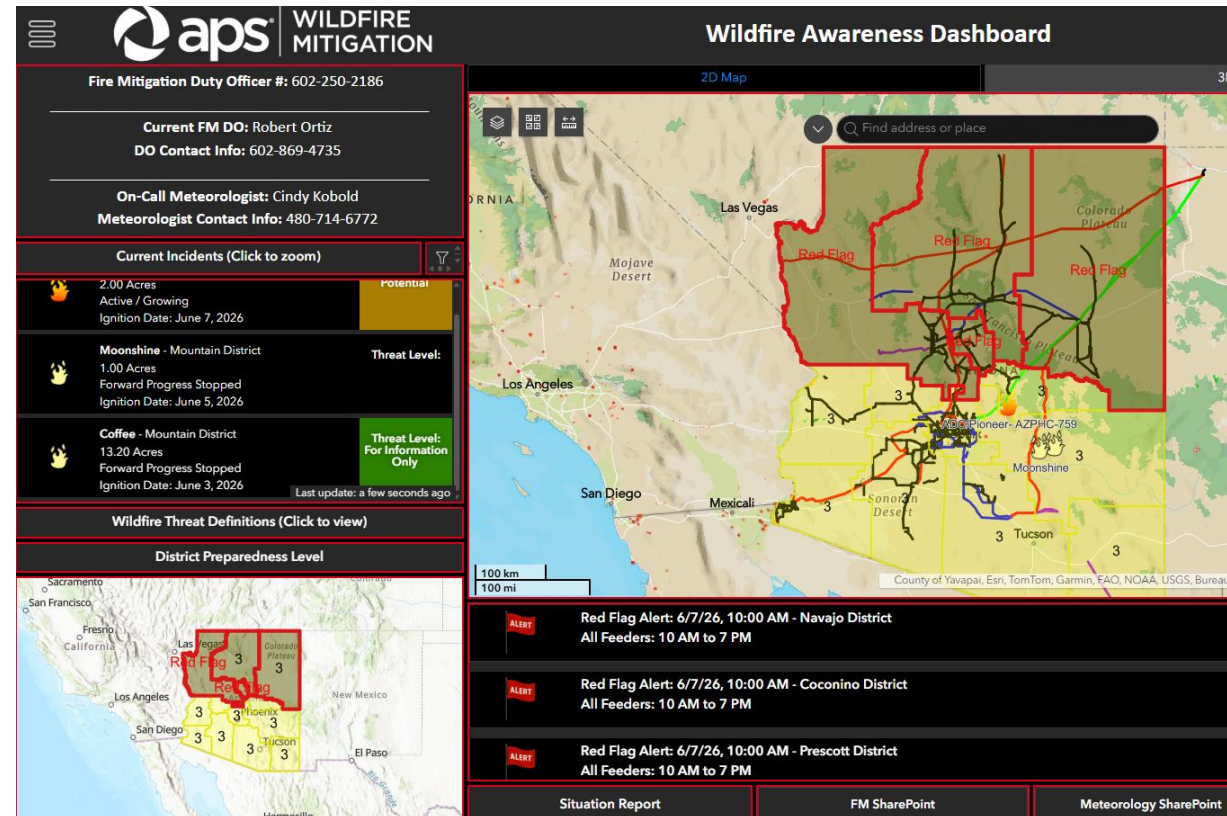 aps
WILDFIRE
MITIGATION
Wildfire Awareness Dashboard
Fire Mitigation Duty Officer #: 602-250-2186
Current FM DO: Robert Ortiz
DO Contact Info: 602-869-4735
On-Call Meteorologist: Cindy Kobold
Meteorologist Contact Info: 480-714-6772
Current Incidents (Click to zoom)
2.00 Acres
Active / Growing
Ignition Date: June 7, 2026
Potential
Moonshine - Mountain District
1.00 Acres
Forward Progress Stopped
Ignition Date: June 5, 2026
Threat Level:
Coffee - Mountain District
13.20 Acres
Forward Progress Stopped
Ignition Date: June 3, 2026
Threat Level:
For Information
Only
Last update: a few seconds ago
Wildfire Threat Definitions (Click to view)
District Preparedness Level
Sacramento
San Francisco
Fresno
California
Las Vegas
Colorado
Plateau
Red Flag
3
3
Red Flag
Los Angeles
New Mexico
3
3
Phoenix
3
San Diego
3
3
3
Tucson
3
El Paso
Rio Grande
Hermosillo
2D Map
Find address or place
Las Vegas
Colorado
Plateau
Red Flag
Red Flag
Red Flag
Mojave
Desert
Red Flag
Los Angeles
3
3
3
ADO Pioneer- AZPHC-759
3
Moonshine
San Diego
Mexicali
Sonoran
Desert
3
3
3
Tucson
3
100 km
100 mi
County of Yavapai, Esri, TomTom, Garmin, FAO, NOAA, USGS, Bureau
ALERT
Red Flag Alert: 6/7/26, 10:00 AM - Navajo District
All Feeders: 10 AM to 7 PM
ALERT
Red Flag Alert: 6/7/26, 10:00 AM - Coconino District
All Feeders: 10 AM to 7 PM
ALERT
Red Flag Alert: 6/7/26, 10:00 AM - Prescott District
All Feeders: 10 AM to 7 PM
Situation Report
FM SharePoint
Meteorology SharePoint